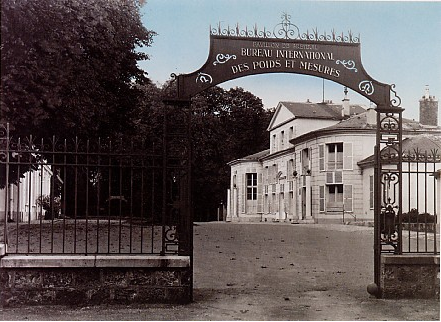 PAVILLON DE BRETEUIL
BUREAU INTERNATIONAL
DES POIDS ET MESURES